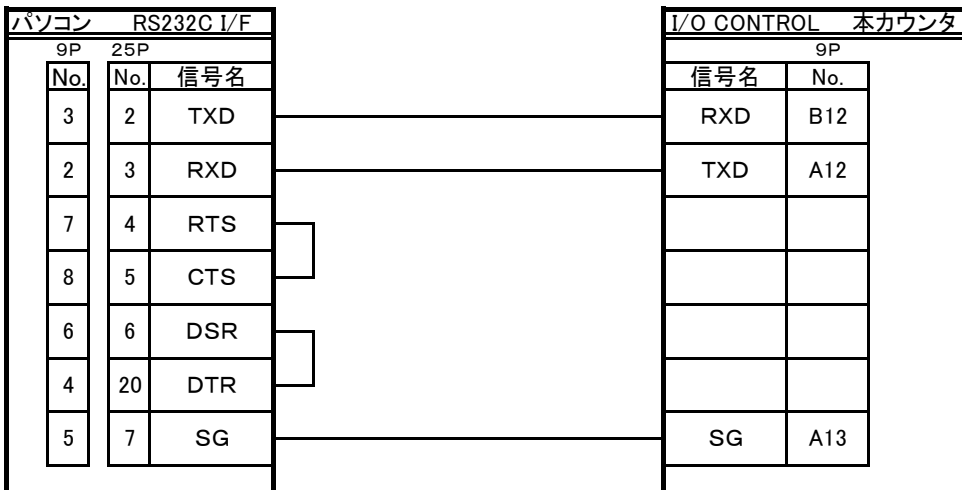 パソコン RS232C I/F I/O CONTROL 本カウンタ
9P 25P 9P
No. No. 信号名 信号名 No.
3 2 TXD RXD B12
2 3 RXD TXD A12
7 4 RTS
8 5 CTS
6 6 DSR
4 20 DTR
5 7 SG SG A13